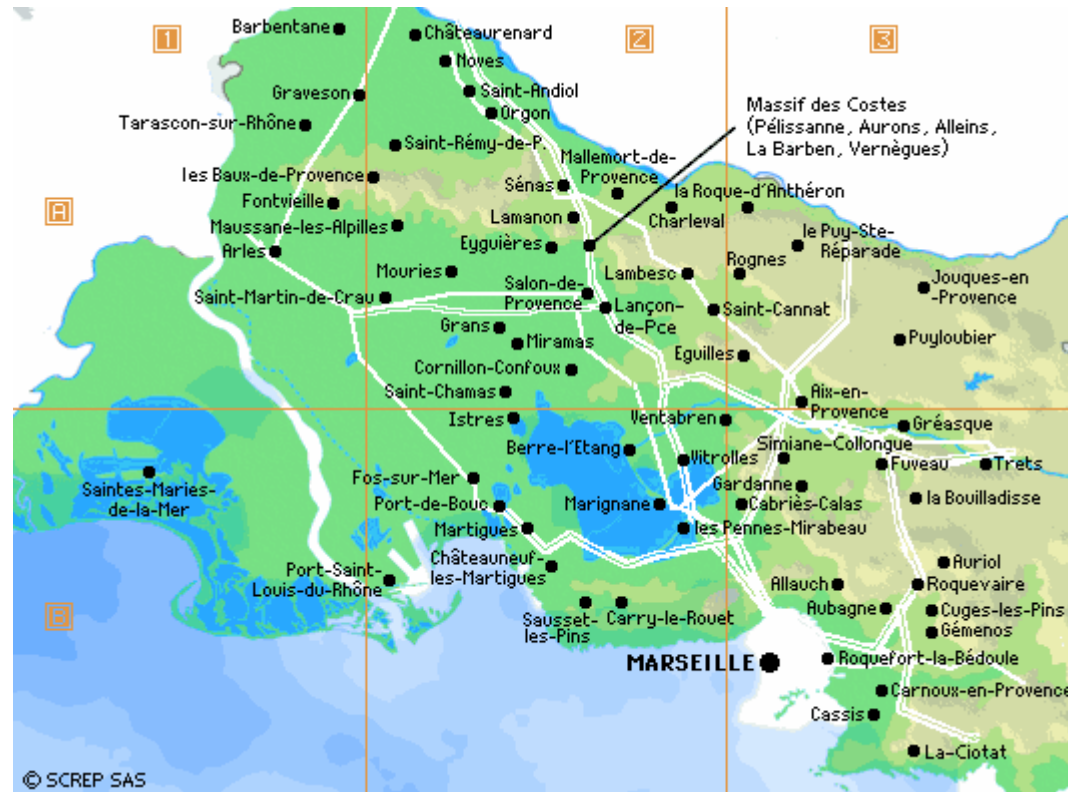 1
2
3
Barbentane
Châteaurenard
Noves
Graveson
Saint-Andiol
Orgon
Tarascon-sur-Rhône
Massif des Costes
(Pélissanne, Aurons, Alleins,
La Barben, Vernègues)
Saint-Rémy-de-P.
Mallemort-de-
Provence
les Baux-de-Provence
Sénas
la Roque-d'Anthéron
A
Fontvieille
Lamanon
Charleval
Maussane-les-Alpilles
Eyguières
le Puy-Ste-
Réparade
Arles
Mouries
Lambesc
Rognes
Jouques-en
-Provence
Saint-Martin-de-Crau
Salon-de-
Provence
Lançon-
de-Pce
Saint-Cannat
Grans
Miramas
Puyloubier
Eguilles
Cornillon-Confoux
Saint-Chamas
Aix-en-
Provence
Istres
Ventabren
Gréasque
Berre-l'Etang
Simiane-Collongue
Vitrolles
Fuveau
Trets
Saintes-Maries-
de-la-Mer
Fos-sur-Mer
Gardanne
Port-de-Bouc
Marignane
Cabriès-Calas
la Bouilladisse
Martigues
les Pennes-Mirabeau
Châteauneuf-
les-Martigues
Auriol
Port-Saint-
Louis-du-Rhône
Allauch
Roquevaire
B
Sausset-
les-Pins
Carry-le-Rouet
Aubagne
Cuges-les-Pins
Gémenos
MARSEILLE
Roquefort-la-Bédoule
Carnoux-en-Provence
Cassis
La-Ciotat
© SCREP SAS